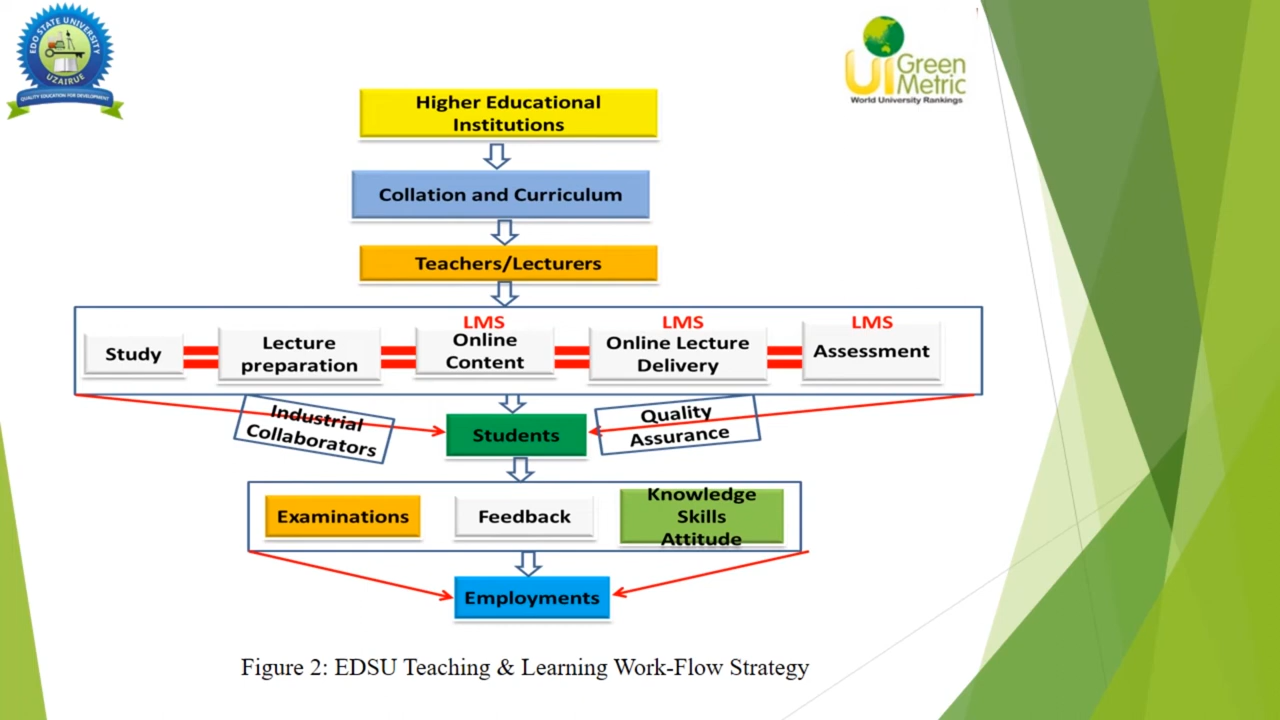 EDO STATE UNIVERSITY
UZAIRUE
QUALITY EDUCATION FOR DEVELOPMENT
UI Green
Metric
World University Rankings
Higher Educational
Institutions
Collation and Curriculum
Teachers/Lecturers
Study
Lecture
preparation
LMS
Online
Content
LMS
Online Lecture
Delivery
LMS
Assessment
Industrial
Collaborators
Students
Quality
Assurance
Examinations
Feedback
Knowledge
Skills
Attitude
Employments
Figure 2: EDSU Teaching & Learning Work-Flow Strategy